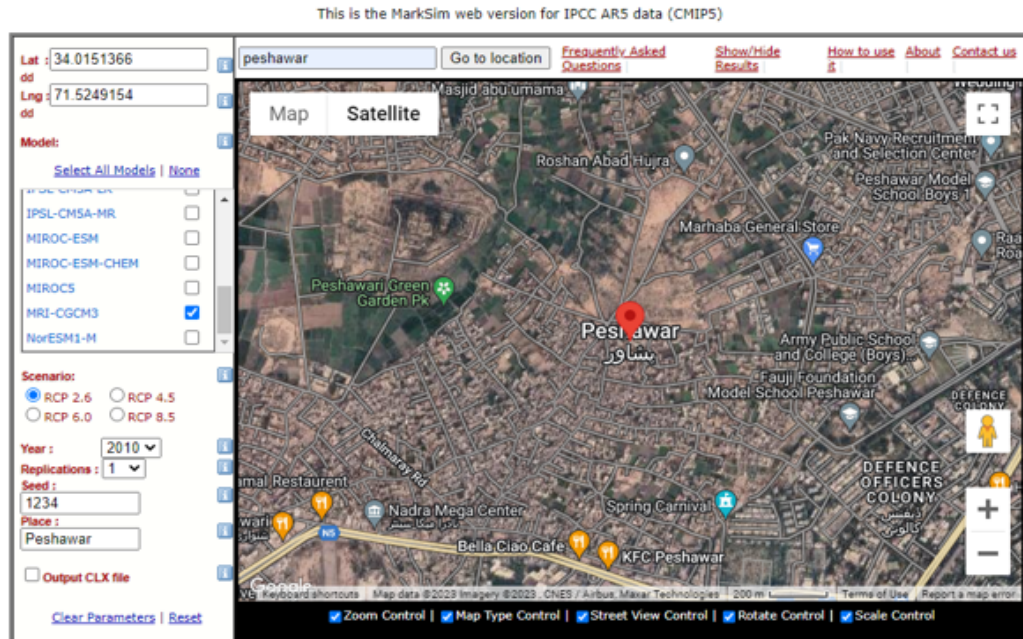 This is the MarkSim web version for IPCC AR5 data (CMIP5)
Lat :
34.0151366
dd
Lng :
71.5249154
dd
Model:
Select All Models | None
IPSL-CM5A-MR
MIROC-ESM
MIROC-ESM-CHEM
MIROC5
MRI-CGCM3
NorESM1-M
Scenario:
RCP 2.6
RCP 4.5
RCP 6.0
RCP 8.5
Year :
2010
Replications :
1
Seed :
1234
Place :
Peshawar
Output CLX file
Clear Parameters | Reset
peshawar
Go to location
Frequently Asked
Questions
Show/Hide
Results
How to use
it
About
Contact us
Map
Satellite
Masjid abu umama
Roshan Abad Hujra
Pak Navy Recruitment
and Selection Center
Peshawar Model
School Boys 1
Marhaba General Store
Peshawari Green
Garden Pk
Peshawar
پشاور
Army Public School
and College (Boys)...
Fauji Foundation
Model School Peshawar
DEFENCE
COLONY
Chalmaray Rd
DEFENCE
OFFICERS
COLONY
ڈیفینس
کالونی
Nadra Mega Center
نادرا میگا سینٹر
Spring Carnival
N5
Bella Ciao Cafe
KFC Peshawar
Google
Keyboard shortcuts
Map data ©2023 Imagery ©2023 , CNES / Airbus, Maxar Technologies
200 m
Terms of Use
Report a map error
Zoom Control | Map Type Control | Street View Control | Rotate Control | Scale Control